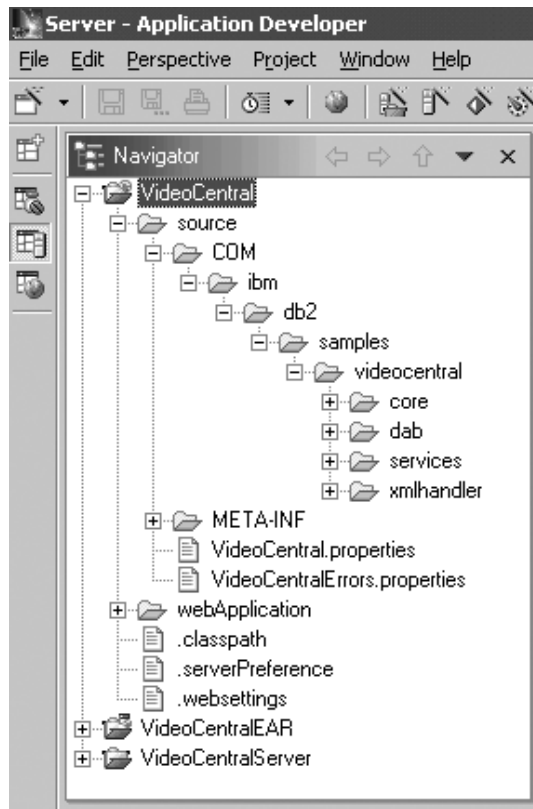 Server - Application Developer
File Edit Perspective Project Window Help
Navigator
VideoCentral
source
COM
ibm
db2
samples
videocentral
core
dab
services
xmlhandler
META-INF
VideoCentral.properties
VideoCentralErrors.properties
webApplication
.classpath
.serverPreference
.websettings
VideoCentralEAR
VideoCentralServer